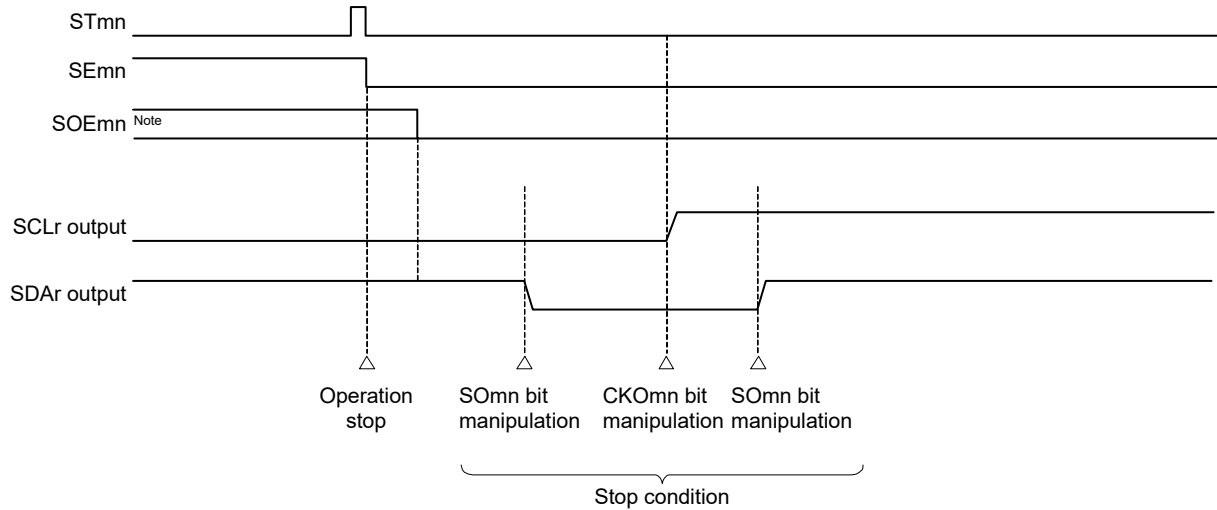 STmn
SEmn
SOEmn Note
SCLr output
SDAr output
Operation
stop
SOmn bit
manipulation
CKOmn bit
manipulation
SOmn bit
manipulation
Stop condition